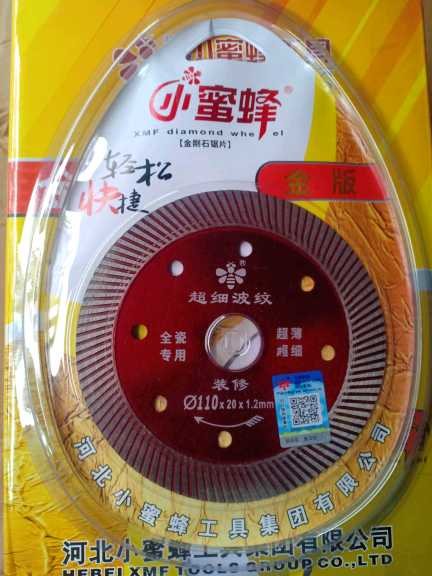 小蜜蜂®
XMF diamond wheel
【金刚石锯片】
轻松
快捷
金版
®
超细波纹
全瓷
专用
超薄
装修
Ø110x20x1.2mm
河北小蜜蜂工具集团有限公司
河北小蜜蜂工具集团有限公司
HEBEI XMF TOOLS GROUP CO.,LTD